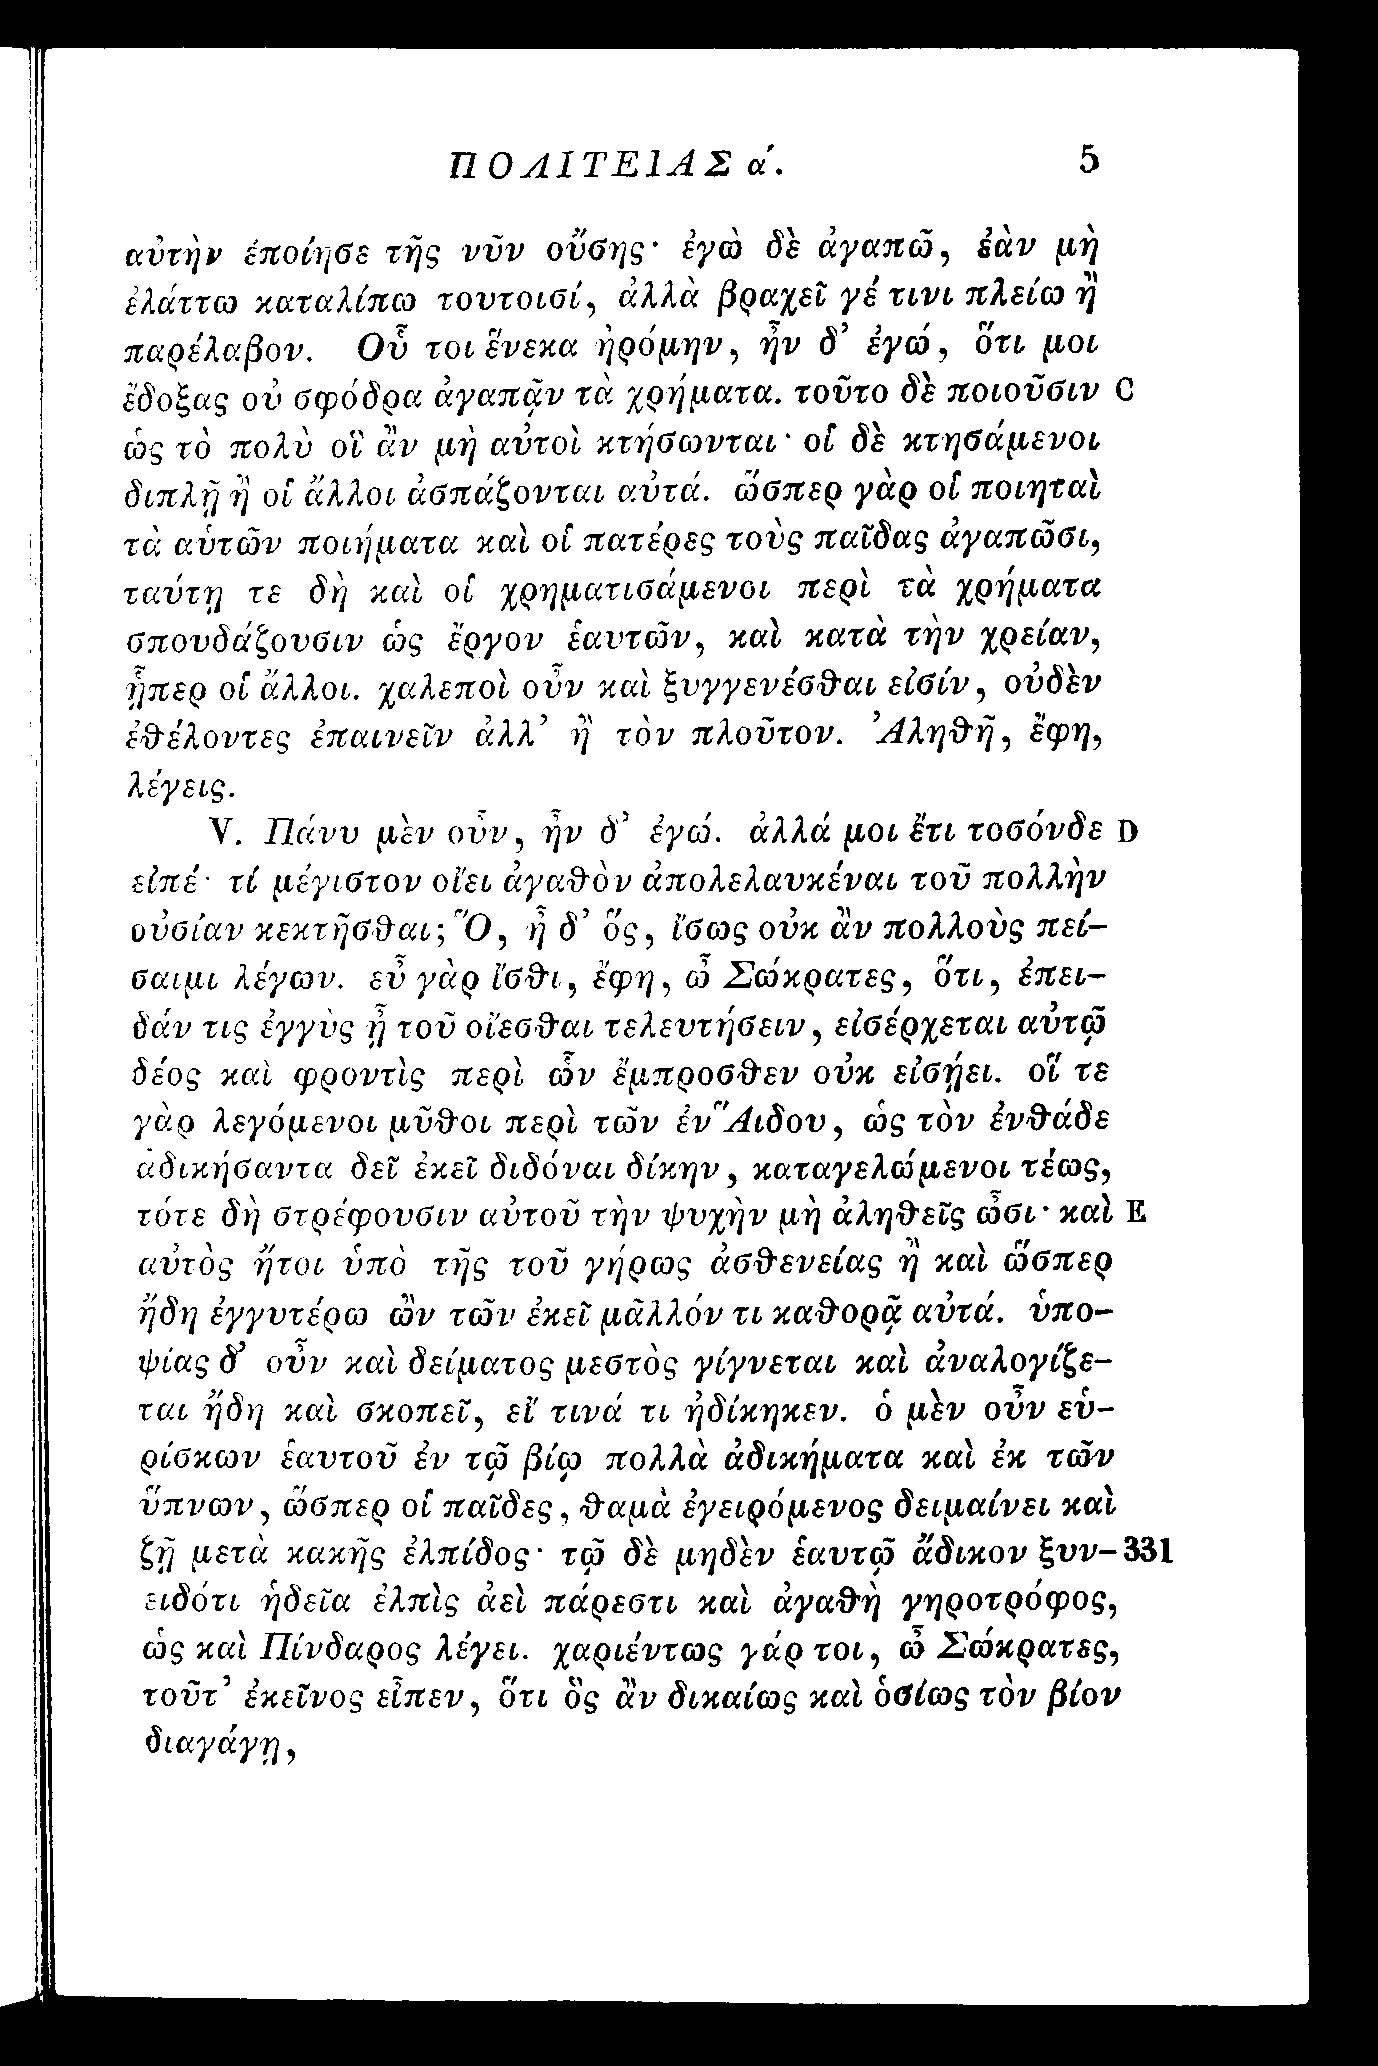 ΠΟΛΙΤΕΙΑΣ α΄. 5
αὐτὴν ἐποίησε τῆς νῦν οὔσης· ἐγὼ δὲ ἀγαπῶ, ἐὰν μὴ
ἐλάττω καταλίπω τουτοισί, ἀλλὰ βραχεῖ γέ τινι πλείω ἢ
παρέλαβον. Οὗ τοι ἕνεκα ἠρόμην, ἦν δ’ ἐγώ, ὅτι μοι
ἔδοξας οὐ σφόδρα ἀγαπᾷν τὰ χρήματα. τοῦτο δὲ ποιοῦσιν C
ὡς τὸ πολὺ οἳ ἂν μὴ αὐτοὶ κτήσωνται· οἱ δὲ κτησάμενοι
διπλῇ ἢ οἱ ἄλλοι ἀσπάζονται αὐτά. ὥσπερ γὰρ οἱ ποιηταὶ
τὰ αὑτῶν ποιήματα καὶ οἱ πατέρες τοὺς παῖδας ἀγαπῶσι,
ταύτῃ τε δὴ καὶ οἱ χρηματισάμενοι περὶ τὰ χρήματα
σπουδάζουσιν ὡς ἔργον ἑαυτῶν, καὶ κατὰ τὴν χρείαν,
ᾗπερ οἱ ἄλλοι. χαλεποὶ οὖν καὶ ξυγγενέσθαι εἰσίν, οὐδὲν
ἐθέλοντες ἐπαινεῖν ἀλλ’ ἢ τὸν πλοῦτον. Ἀληθῆ, ἔφη,
λέγεις.
V. Πάνυ μὲν οὖν, ἦν δ’ ἐγώ. ἀλλά μοι ἔτι τοσόνδε D
εἰπέ· τί μέγιστον οἴει ἀγαθὸν ἀπολελαυκέναι τοῦ πολλὴν
οὐσίαν κεκτῆσθαι; Ὅ, ἦ δ’ ὅς, ἴσως οὐκ ἂν πολλοὺς πεί-
σαιμι λέγων. εὖ γὰρ ἴσθι, ἔφη, ὦ Σώκρατες, ὅτι, ἐπει-
δάν τις ἐγγὺς ᾖ τοῦ οἴεσθαι τελευτήσειν, εἰσέρχεται αὐτῷ
δέος καὶ φροντὶς περὶ ὧν ἔμπροσθεν οὐκ εἰσῄει. οἵ τε
γὰρ λεγόμενοι μῦθοι περὶ τῶν ἐν Ἅιδου, ὡς τὸν ἐνθάδε
ἀδικήσαντα δεῖ ἐκεῖ διδόναι δίκην, καταγελώμενοι τέως,
τότε δὴ στρέφουσιν αὐτοῦ τὴν ψυχὴν μὴ ἀληθεῖς ὦσι· καὶ E
αὐτὸς ἤτοι ὑπὸ τῆς τοῦ γήρως ἀσθενείας ἢ καὶ ὥσπερ
ἤδη ἐγγυτέρω ὢν τῶν ἐκεῖ μᾶλλόν τι καθορᾷ αὐτά. ὑπο-
ψίας δ’ οὖν καὶ δείματος μεστὸς γίγνεται καὶ ἀναλογίζε-
ται ἤδη καὶ σκοπεῖ, εἴ τινά τι ἠδίκηκεν. ὁ μὲν οὖν εὑ-
ρίσκων ἑαυτοῦ ἐν τῷ βίῳ πολλὰ ἀδικήματα καὶ ἐκ τῶν
ὕπνων, ὥσπερ οἱ παῖδες, θαμὰ ἐγειρόμενος δειμαίνει καὶ
ζῇ μετὰ κακῆς ἐλπίδος· τῷ δὲ μηδὲν ἑαυτῷ ἄδικον ξυν- 331
ειδότι ἡδεῖα ἐλπὶς ἀεὶ πάρεστι καὶ ἀγαθὴ γηροτρόφος,
ὡς καὶ Πίνδαρος λέγει. χαριέντως γάρ τοι, ὦ Σώκρατες,
τοῦτ’ ἐκεῖνος εἶπεν, ὅτι ὃς ἂν δικαίως καὶ ὁσίως τὸν βίον
διαγάγῃ,